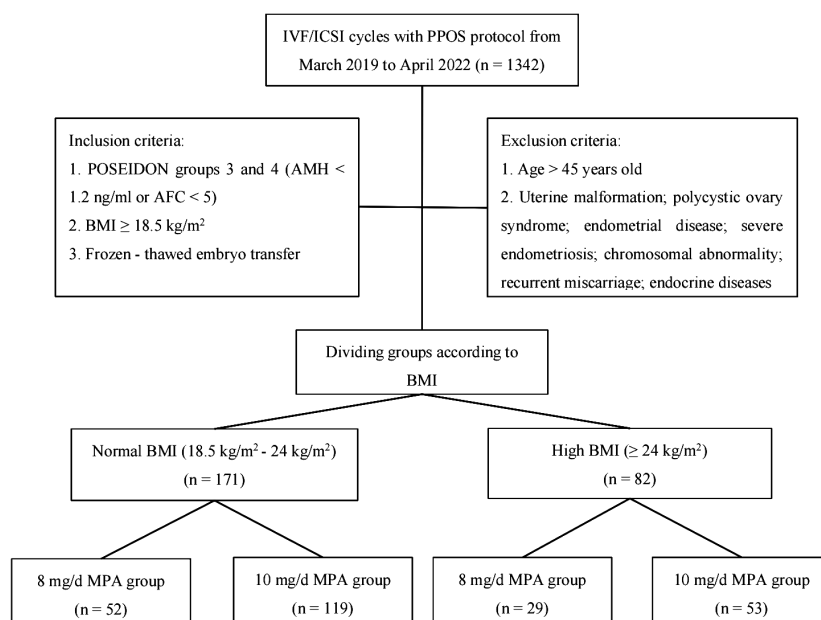 IVF/ICSI cycles with PPOS protocol from
March 2019 to April 2022 (n = 1342)
Inclusion criteria:
1. POSEIDON groups 3 and 4 (AMH <
1.2 ng/ml or AFC < 5)
2. BMI ≥ 18.5 kg/m²
3. Frozen - thawed embryo transfer
Exclusion criteria:
1. Age > 45 years old
2. Uterine malformation; polycystic ovary
syndrome; endometrial disease; severe
endometriosis; chromosomal abnormality;
recurrent miscarriage; endocrine diseases
Dividing groups according to
BMI
Normal BMI (18.5 kg/m² - 24 kg/m²)
(n = 171)
High BMI (≥ 24 kg/m²)
(n = 82)
8 mg/d MPA group
(n = 52)
10 mg/d MPA group
(n = 119)
8 mg/d MPA group
(n = 29)
10 mg/d MPA group
(n = 53)